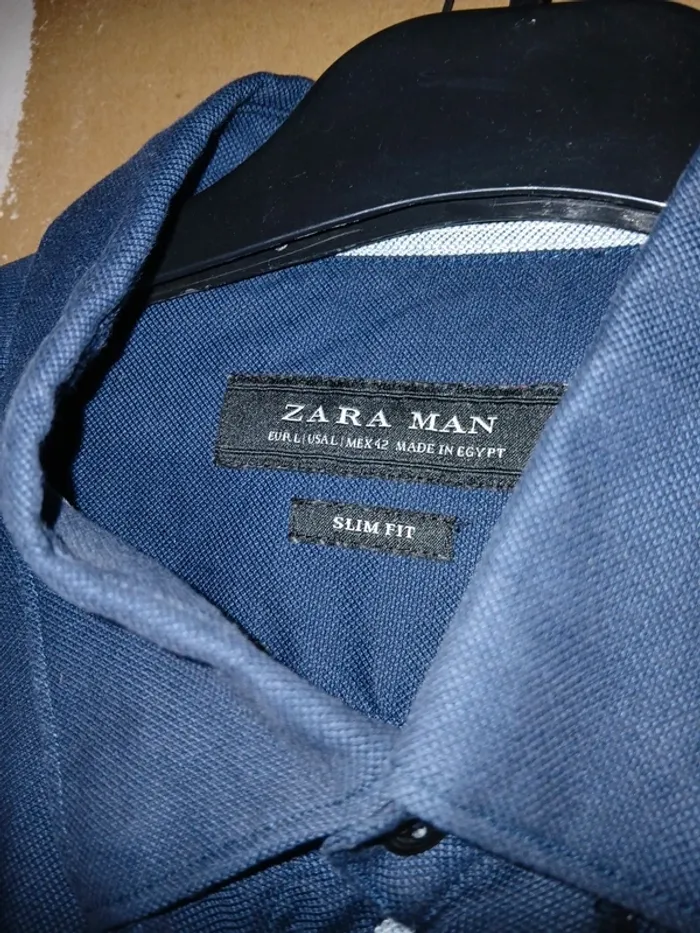 ZARA MAN
EUR L | USA L | MEX 42 MADE IN EGYPT
SLIM FIT